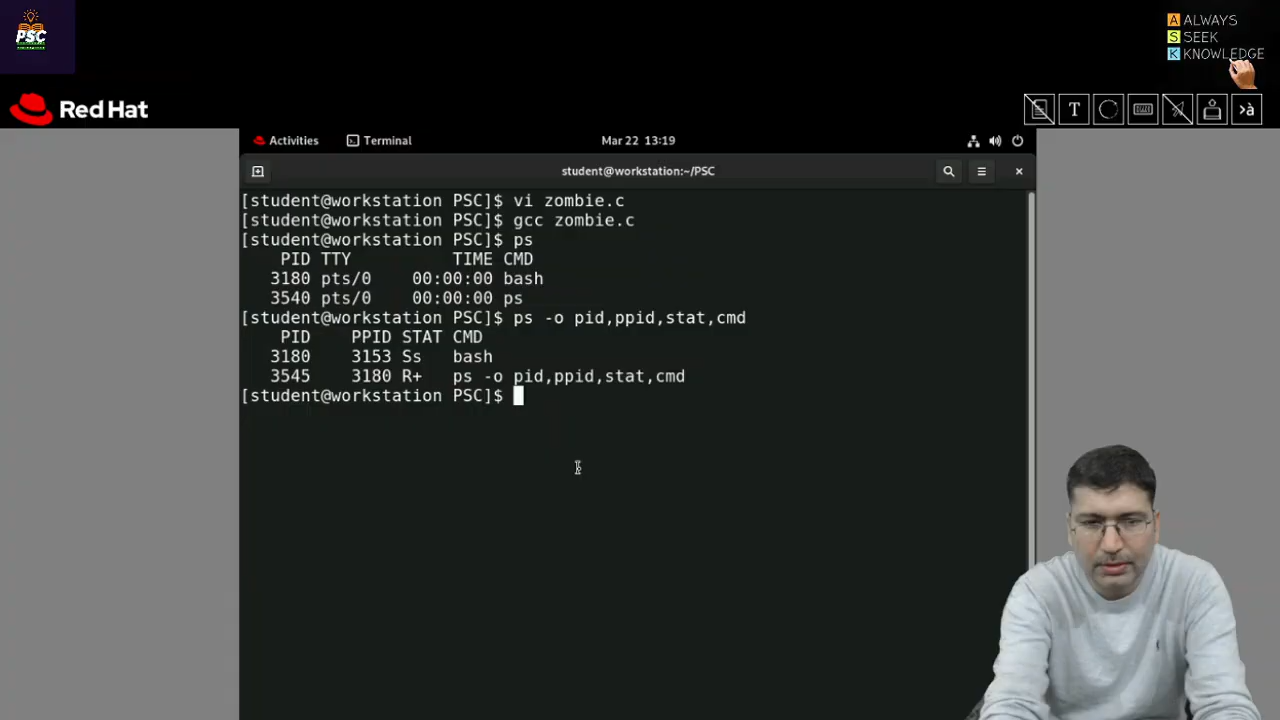 PSC
A ALWAYS
S SEEK
K KNOWLEDGE
Red Hat
T
>à
Activities Terminal Mar 22 13:19
student@workstation:~/PSC
[student@workstation PSC]$ vi zombie.c
[student@workstation PSC]$ gcc zombie.c
[student@workstation PSC]$ ps
PID TTY TIME CMD
3180 pts/0 00:00:00 bash
3540 pts/0 00:00:00 ps
[student@workstation PSC]$ ps -o pid,ppid,stat,cmd
PID PPID STAT CMD
3180 3153 Ss bash
3545 3180 R+ ps -o pid,ppid,stat,cmd
[student@workstation PSC]$